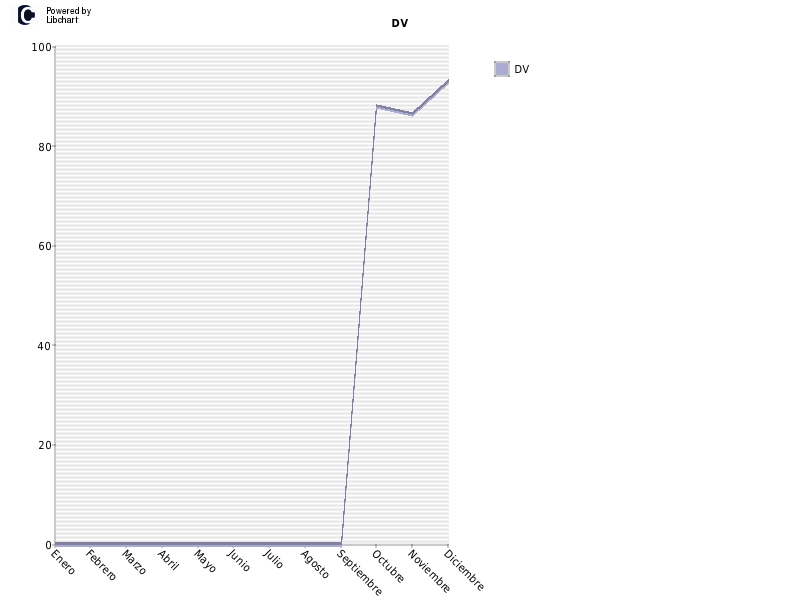 Powered by
Libchart
DV
100
80
60
40
20
0
DV
Enero
Febrero
Marzo
Abril
Mayo
Junio
Julio
Agosto
Septiembre
Octubre
Noviembre
Diciembre